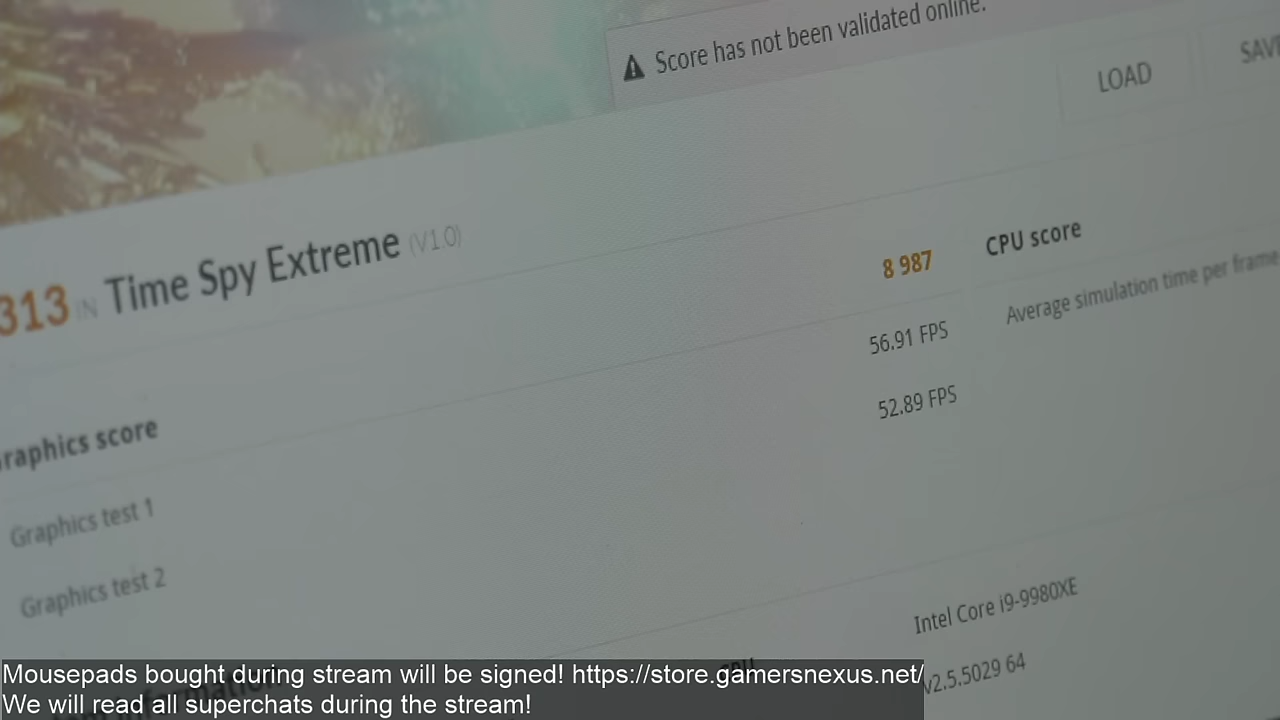 Score has not been validated online.
LOAD
SAVE
313 IN Time Spy Extreme (V1.0)
Graphics score
8 987
Graphics test 1
56.91 FPS
Graphics test 2
52.89 FPS
CPU score
Average simulation time per frame
CPU
Intel Core i9-9980XE
v2.5.5029 64
Mousepads bought during stream will be signed! https://store.gamersnexus.net/
We will read all superchats during the stream!